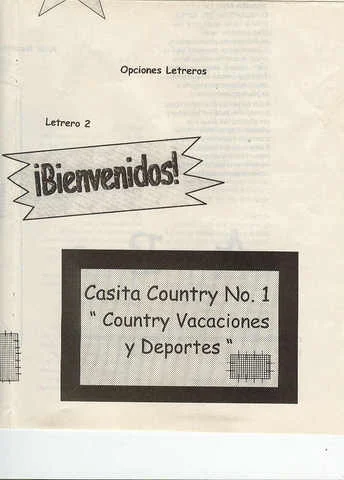 Opciones Letreros
Letrero 2
¡Bienvenidos!
Casita Country No. 1
“ Country Vacaciones
y Deportes “